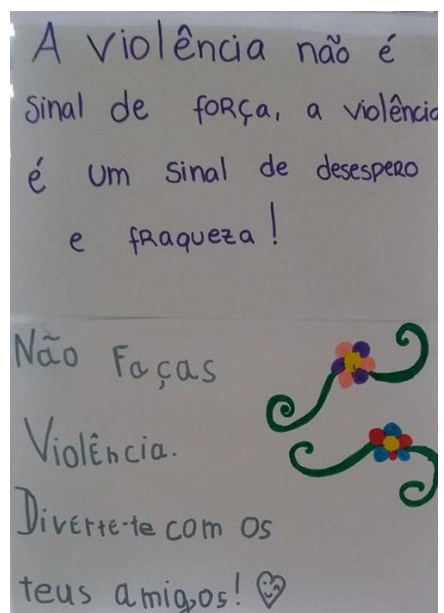 A violência não é
sinal de força, a violência
é um sinal de desespero
e fraqueza!
Não Faças
Violência.
Diverte-te com os
teus amigos!